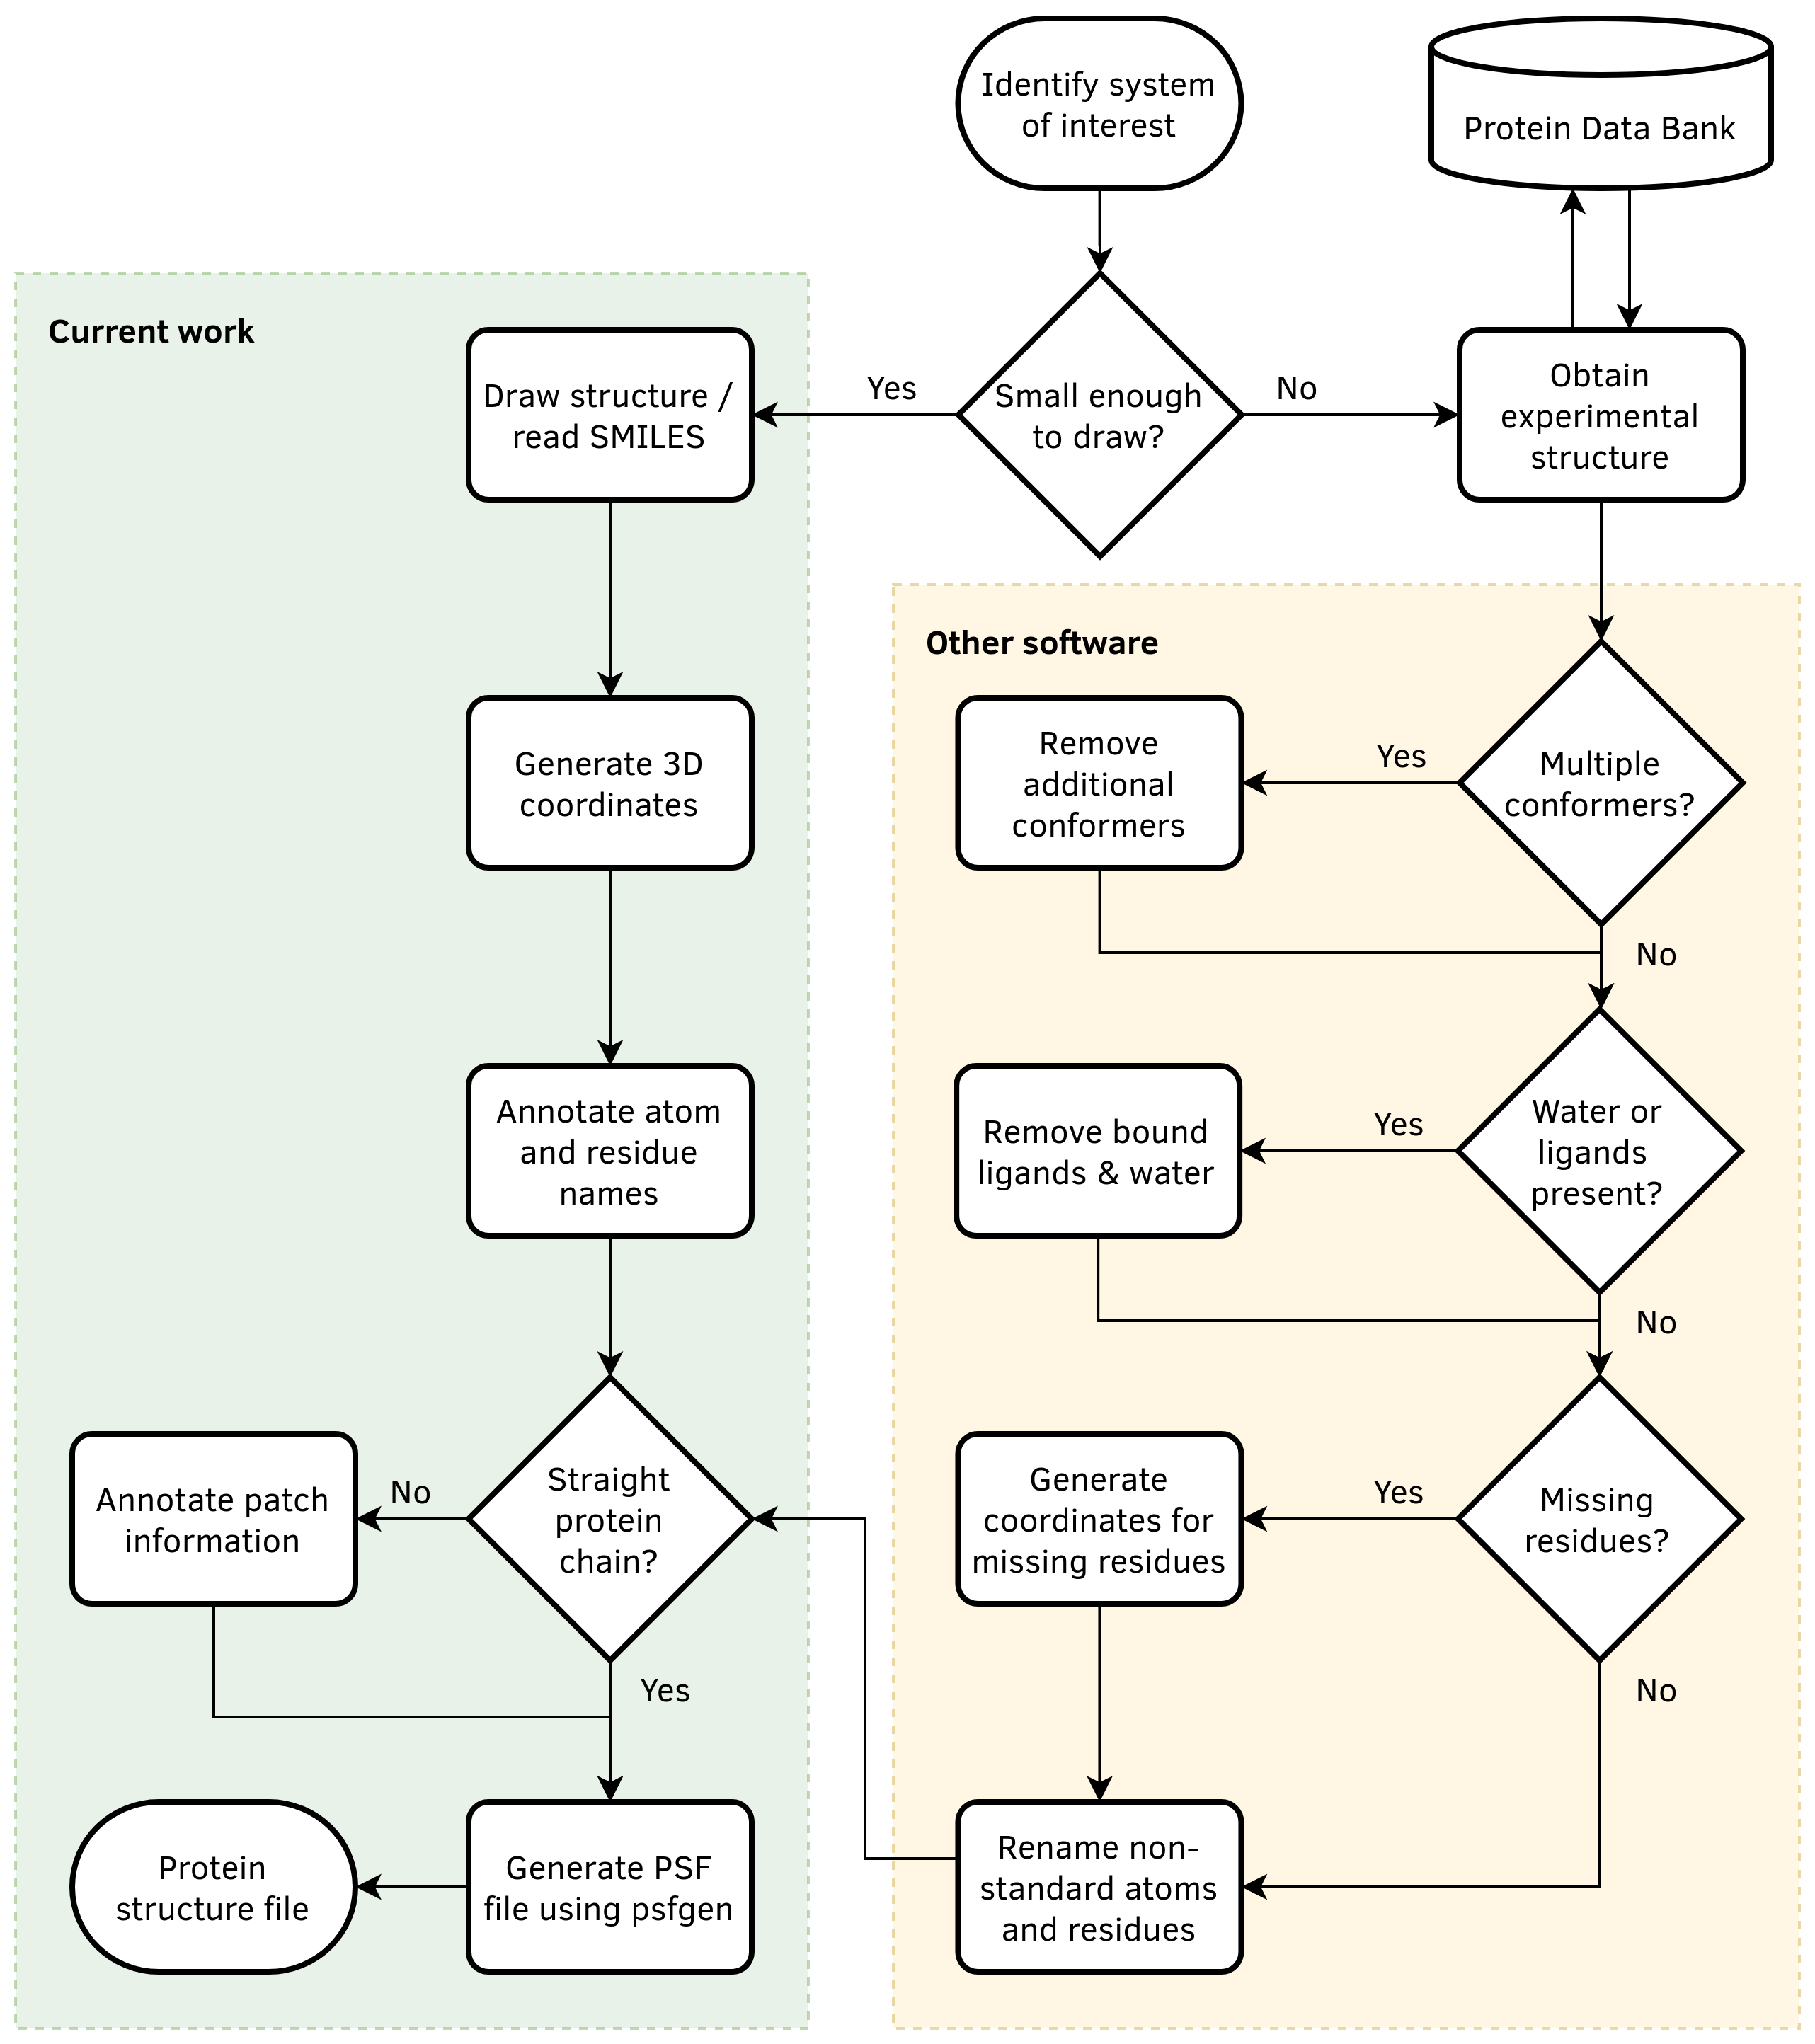 Identify system
of interest
Protein Data Bank
Current work
Draw structure /
read SMILES
Yes
Small enough
to draw?
No
Obtain
experimental
structure
Other software
Generate 3D
coordinates
Remove
additional
conformers
Yes
Multiple
conformers?
No
Annotate atom
and residue
names
Remove bound
ligands & water
Yes
Water or
ligands
present?
No
Annotate patch
information
No
Straight
protein
chain?
Yes
Generate
coordinates for
missing residues
Yes
Missing
residues?
No
Protein
structure file
Generate PSF
file using psfgen
Rename non-
standard atoms
and residues